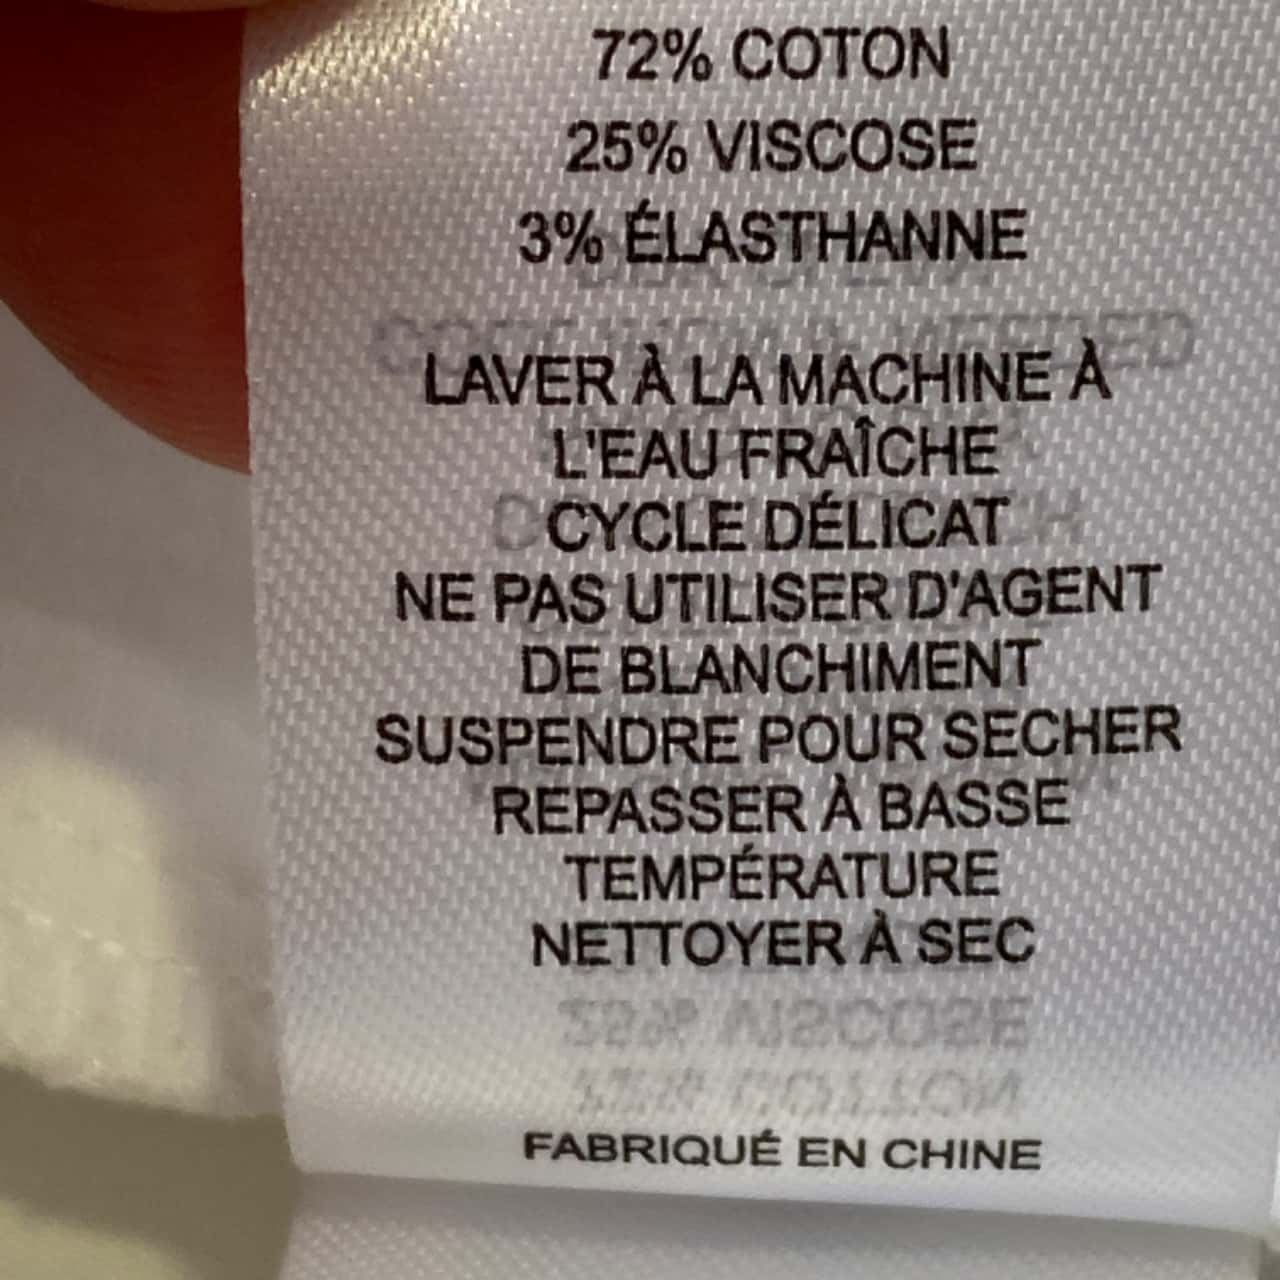 72% COTON
25% VISCOSE
3% ÉLASTHANNE
LAVER À LA MACHINE À
L'EAU FRAÎCHE
CYCLE DÉLICAT
NE PAS UTILISER D'AGENT
DE BLANCHIMENT
SUSPENDRE POUR SECHER
REPASSER À BASSE
TEMPÉRATURE
NETTOYER À SEC
FABRIQUÉ EN CHINE